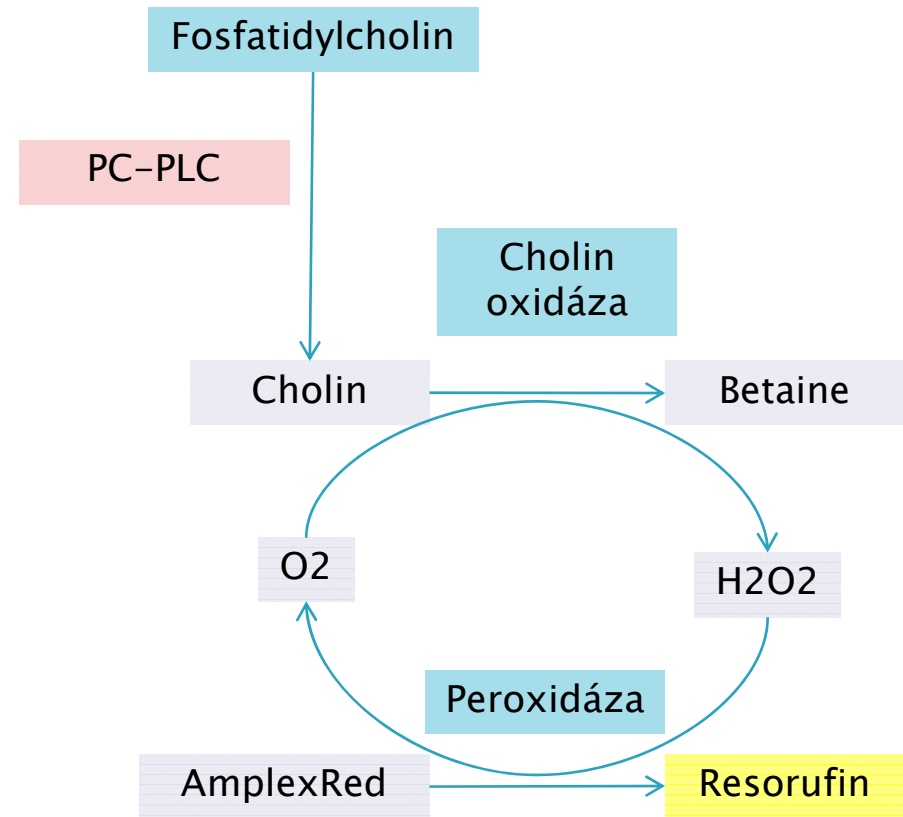 Fosfatidylcholin
PC-PLC
Cholin
oxidáza
Cholin
Betaine
O2
H2O2
Peroxidáza
AmplexRed
Resorufin